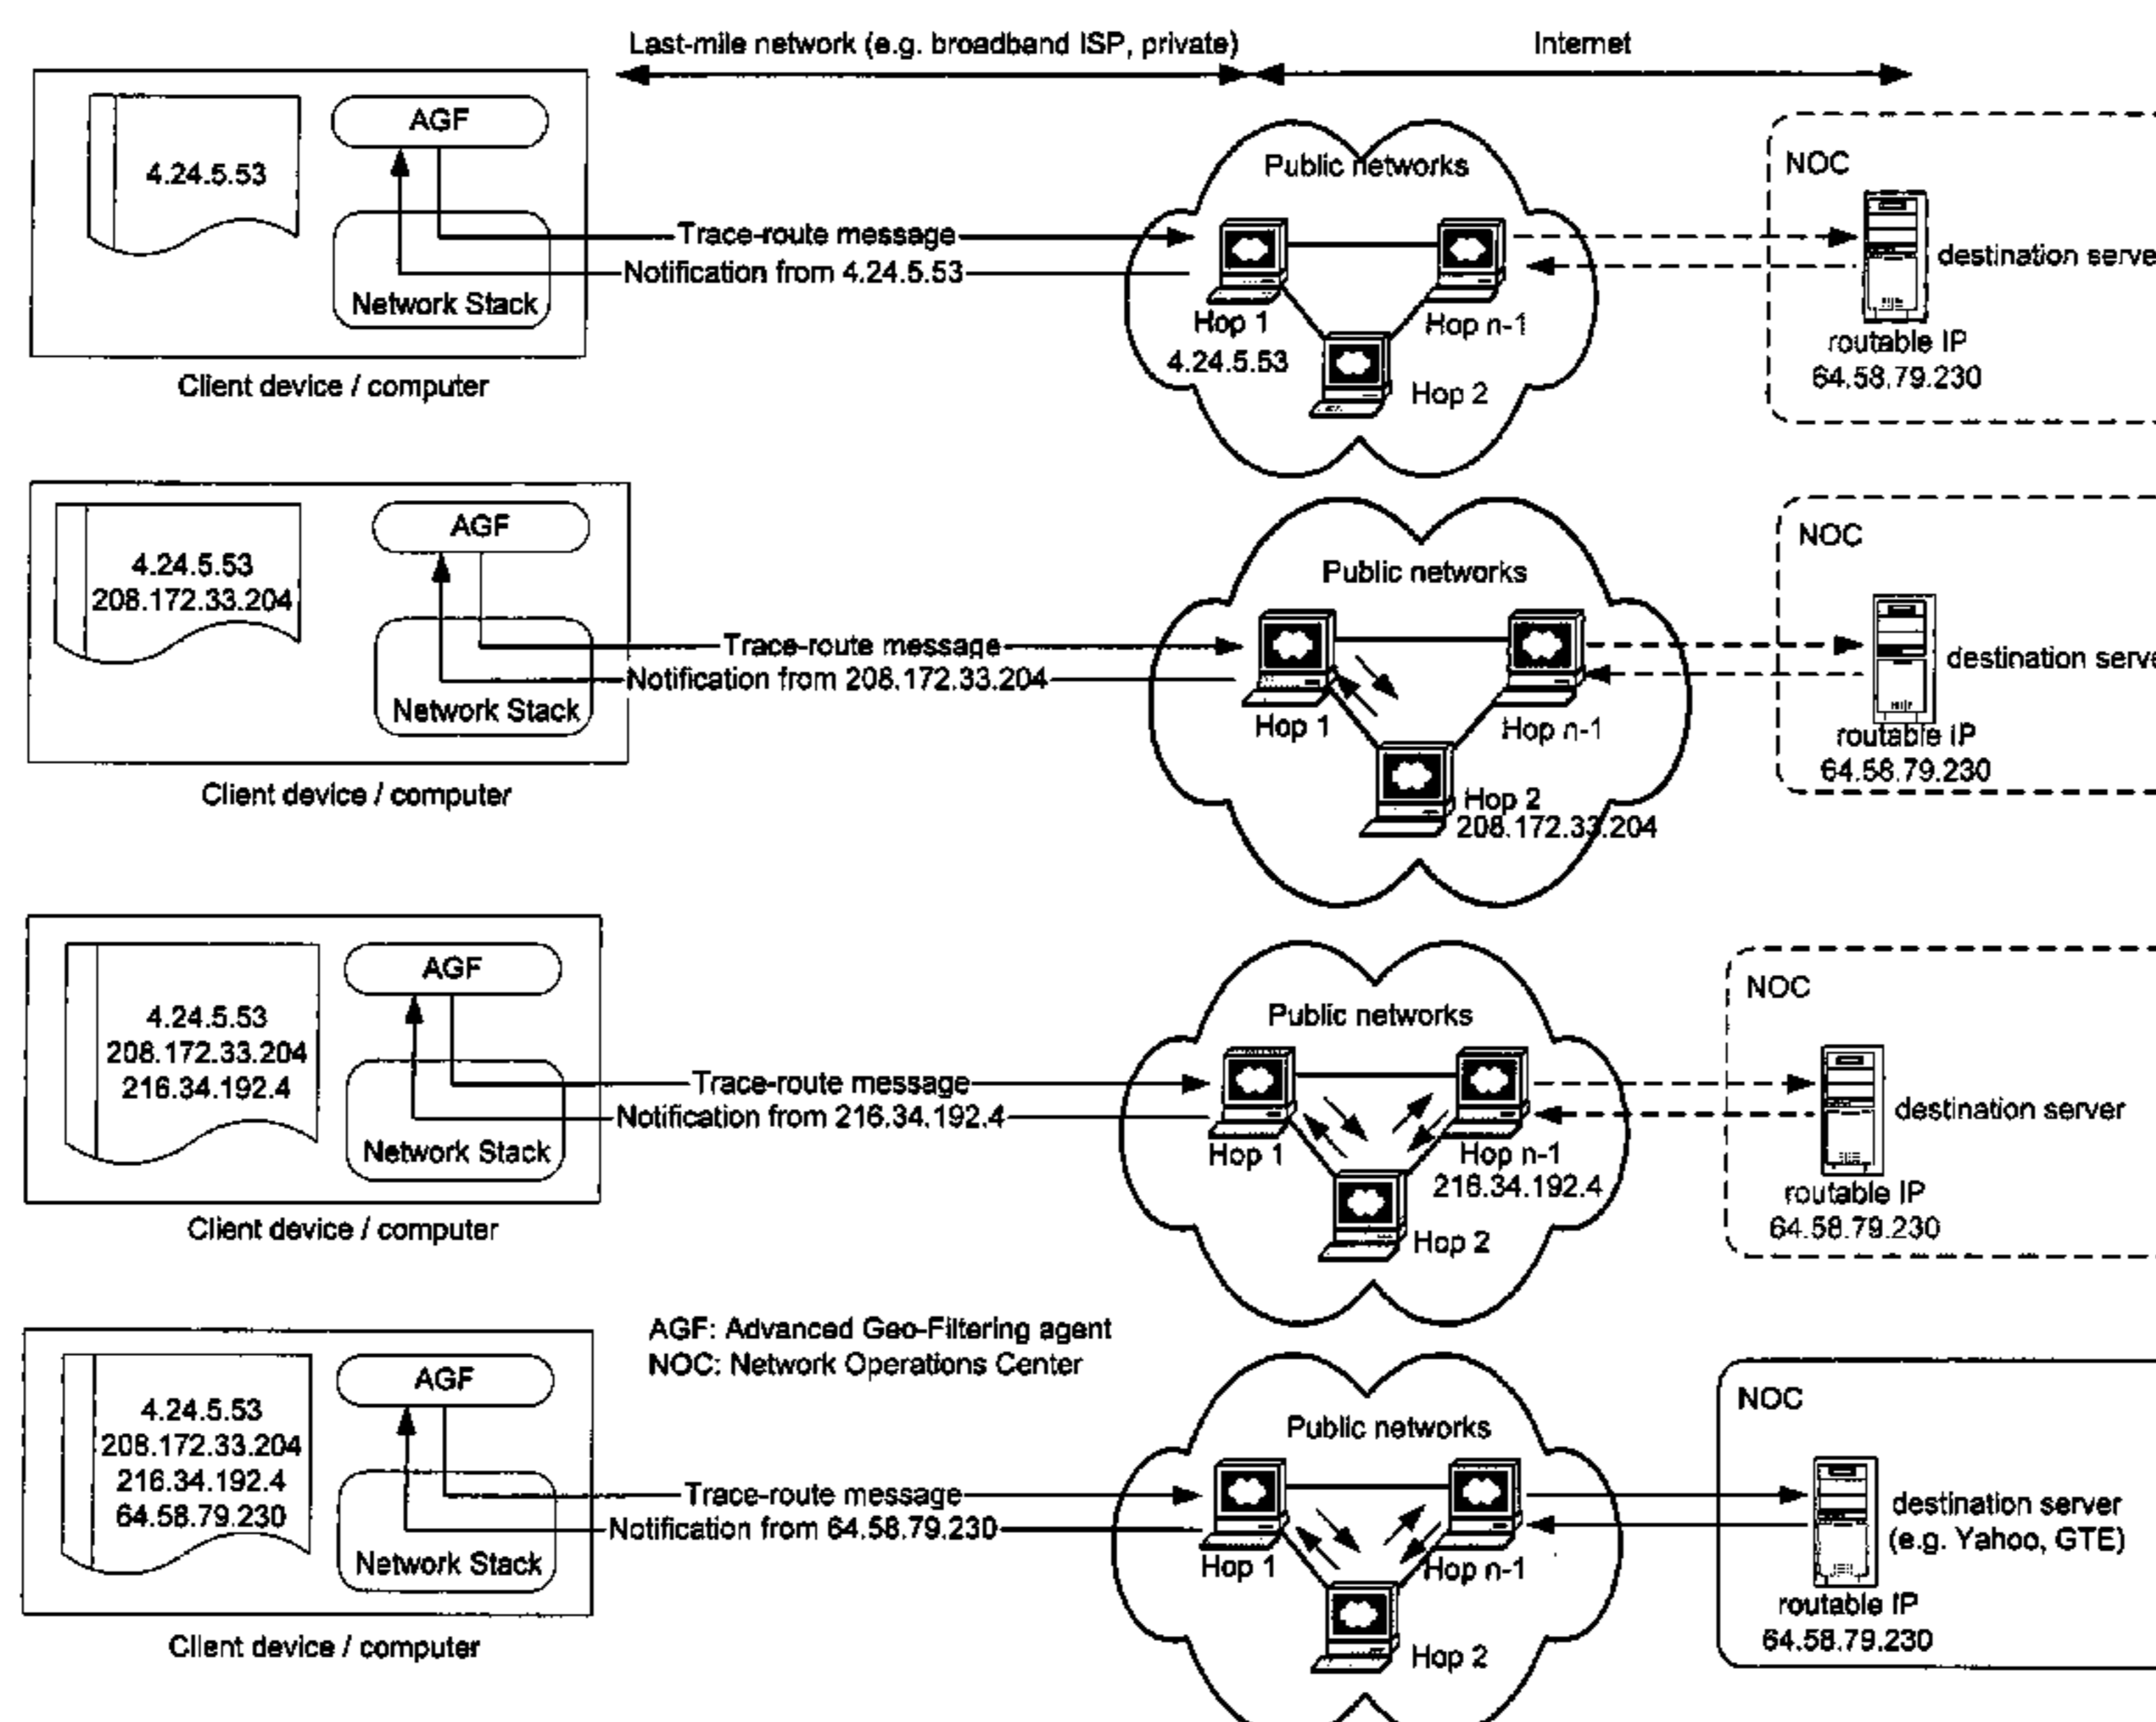 Last-mile network (e.g. broadband ISP, private)
Internet
AGF
4.24.5.53
Network Stack
Client device / computer
Trace-route message
Notification from 4.24.5.53
Public networks
Hop 1
4.24.5.53
Hop n-1
Hop 2
NOC
destination serve
routable IP
64.58.79.230
AGF
4.24.5.53
208.172.33.204
Network Stack
Client device / computer
Trace-route message
Notification from 208.172.33.204
Public networks
Hop 1
Hop n-1
Hop 2
208.172.33.204
NOC
destination serve
routable IP
64.58.79.230
AGF
4.24.5.53
208.172.33.204
216.34.192.4
Network Stack
Client device / computer
Trace-route message
Notification from 216.34.192.4
Public networks
Hop 1
Hop n-1
216.34.192.4
Hop 2
NOC
destination server
routable IP
64.58.79.230
AGF: Advanced Geo-Filtering agent
NOC: Network Operations Center
AGF
4.24.5.53
208.172.33.204
216.34.192.4
64.58.79.230
Network Stack
Client device / computer
Trace-route message
Notification from 64.58.79.230
Public networks
Hop 1
Hop n-1
Hop 2
NOC
destination server
(e.g. Yahoo, GTE)
routable IP
64.58.79.230